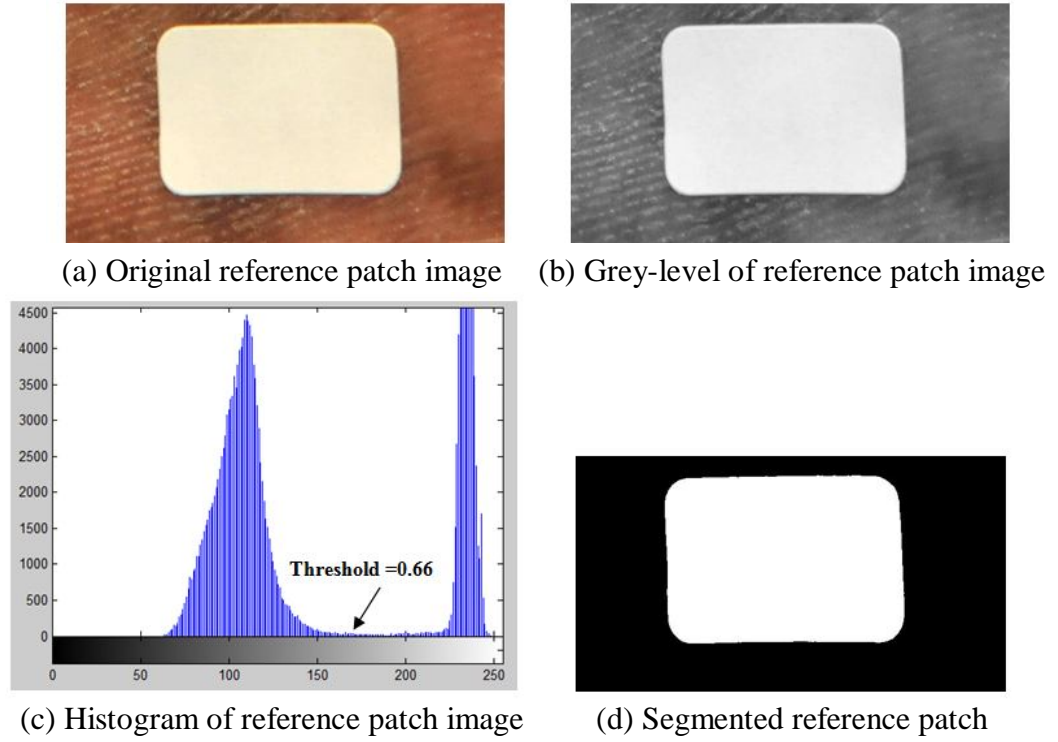 (a) Original reference patch image
(b) Grey-level of reference patch image
4500
4000
3500
3000
2500
2000
1500
1000
500
0
Threshold =0.66
0 50 100 150 200 250
(c) Histogram of reference patch image
(d) Segmented reference patch